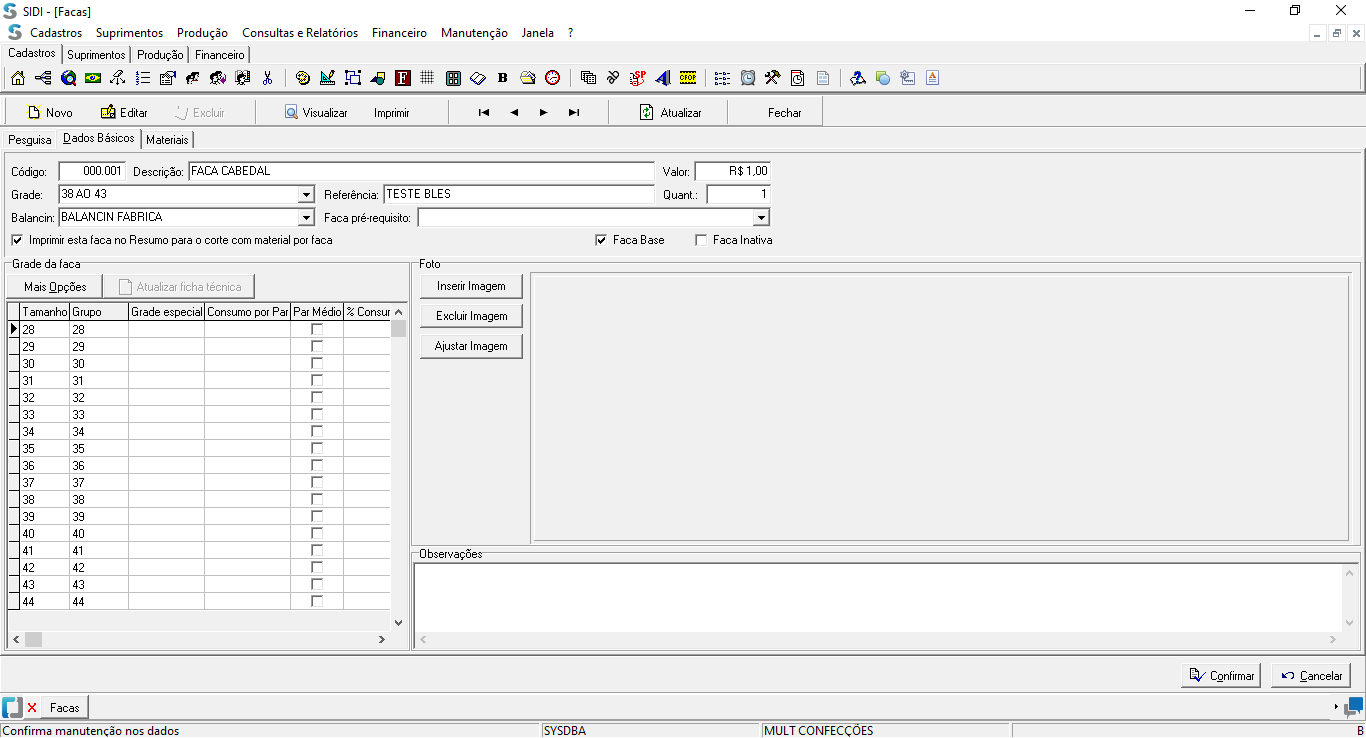 SIDI - [Facas]
Cadastros Suprimentos Produção Consultas e Relatórios Financeiro Manutenção Janela ?
Cadastros Suprimentos Produção Financeiro
F B SP CFOP A
Novo Editar Excluir Visualizar Imprimir Atualizar Fechar
Pesquisa Dados Básicos Materiais
Código: 000.001 Descrição: FACA CABEDAL Valor: R$ 1,00
Grade: 38 AO 43 Referência: TESTE BLES Quant.: 1
Balancin: BALANCIN FABRICA Faca pré-requisito:
Imprimir esta faca no Resumo para o corte com material por faca Faca Base Faca Inativa
Grade da faca
Mais Opções Atualizar ficha técnica
Tamanho Grupo Grade especial Consumo por Par Par Médio % Consur
28 28
29 29
30 30
31 31
32 32
33 33
34 34
35 35
36 36
37 37
38 38
39 39
40 40
41 41
42 42
43 43
44 44
Foto
Inserir Imagem
Excluir Imagem
Ajustar Imagem
Observações
Confirmar Cancelar
Facas
Confirma manutenção nos dados SYSDBA MULT CONFECÇÕES B